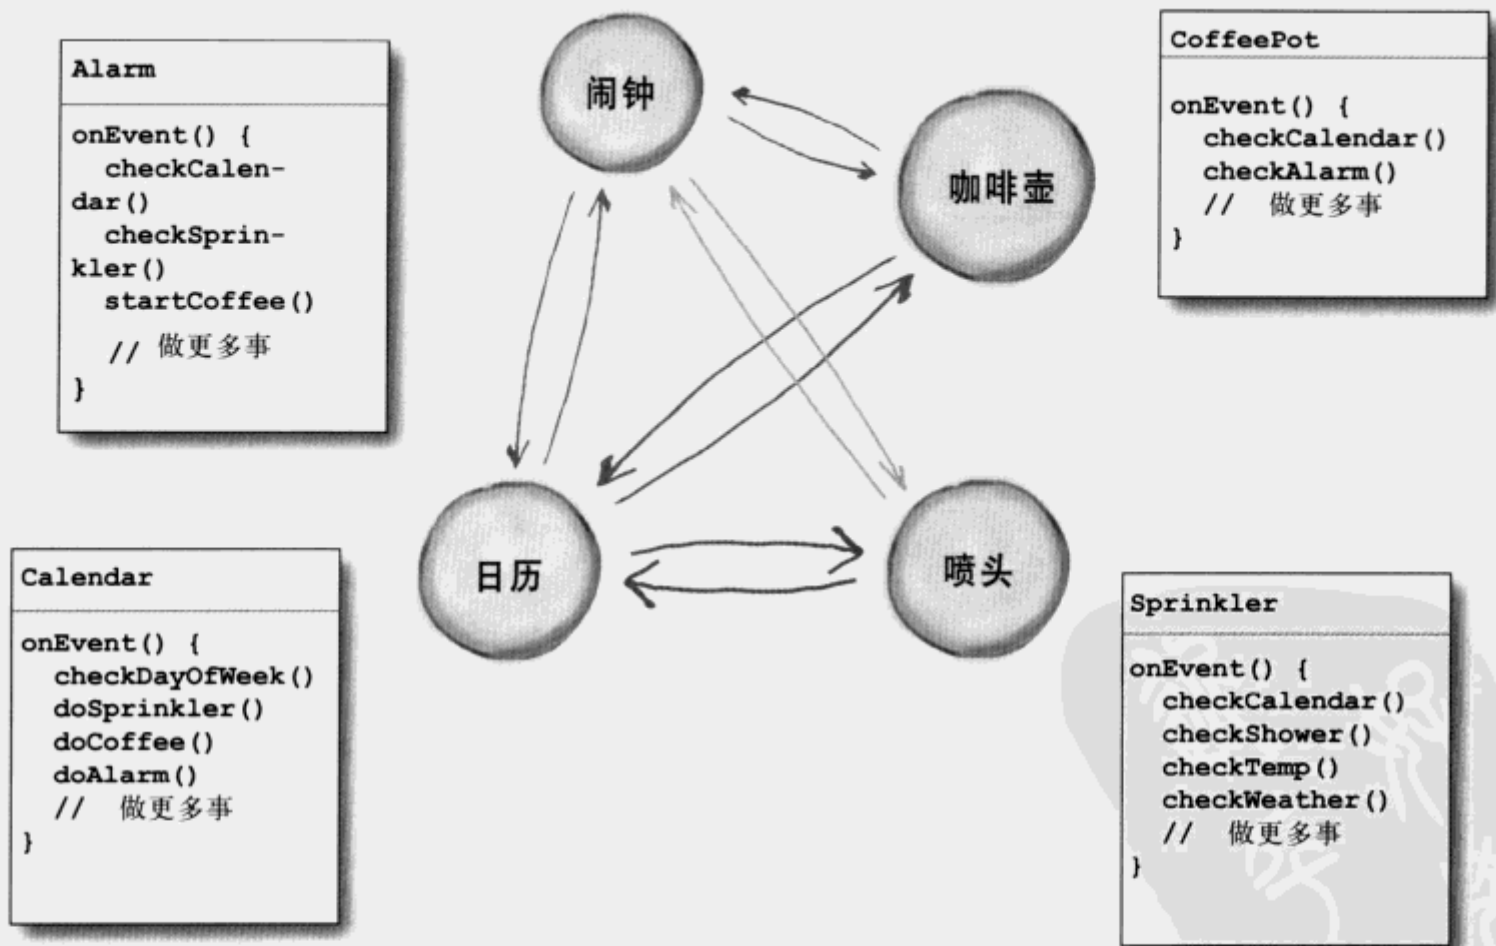 Alarm
onEvent() {
checkCalen-
dar()
checkSprin-
kler()
startCoffee()
// 做更多事
}
闹钟
咖啡壶
CoffeePot
onEvent() {
checkCalendar()
checkAlarm()
// 做更多事
}
日历
喷头
Calendar
onEvent() {
checkDayOfWeek()
doSprinkler()
doCoffee()
doAlarm()
// 做更多事
}
Sprinkler
onEvent() {
checkCalendar()
checkShower()
checkTemp()
checkWeather()
// 做更多事
}